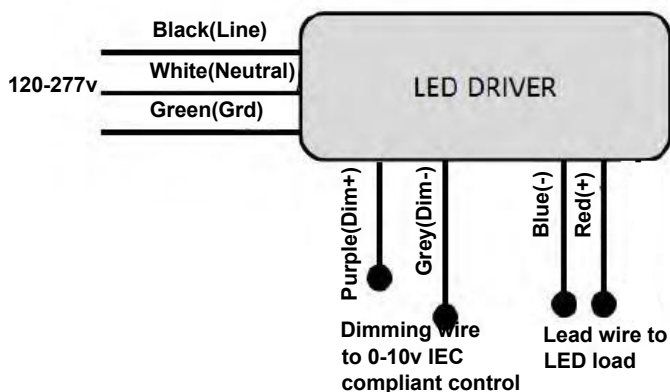 Black(Line)
120-277v
White(Neutral)
Green(Grd)
LED DRIVER
Purple(Dim+)
Grey(Dim-)
Blue(-)
Red(+)
Dimming wire
to 0-10v IEC
compliant control
Lead wire to
LED load